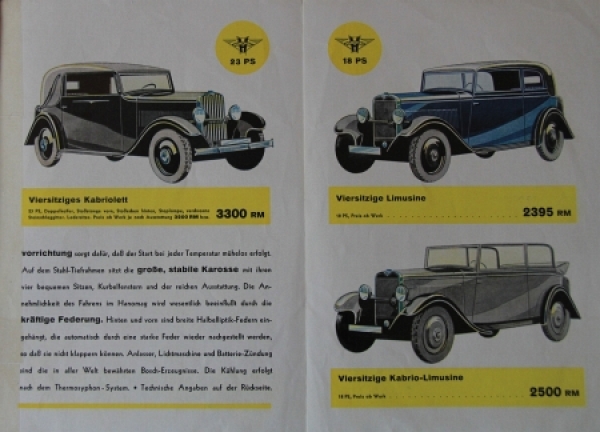 23 PS
Viersitziges Kabriolett
3300 RM
vorrichtung sorgt dafür, daß der Start bei jeder Temperatur mühelos erfolgt.
Auf dem Stahl-Tiefrahmen sitzt die große, stabile Karosse mit ihren
vier bequemen Sitzen, Kurbelfenstern und der reichen Ausstattung. Die An-
nehmlichkeit des Fahrens im Hanomag wird wesentlich beeinflußt durch die
kräftige Federung. Hinten und vorn sind breite Halbelliptik-Federn ein-
gehängt, die automatisch durch eine starke Feder wieder nachgestellt werden,
so daß sie nicht klappern können. Anlasser, Lichtmaschine und Batterie-Zündung
sind die in aller Welt bewährten Bosch-Erzeugnisse. Die Kühlung erfolgt
nach dem Thermosyphon-System. • Technische Angaben auf der Rückseite.
18 PS
Viersitzige Limusine
18 PS, Preis ab Werk 2395 RM
Viersitzige Kabrio-Limusine
18 PS, Preis ab Werk 2500 RM